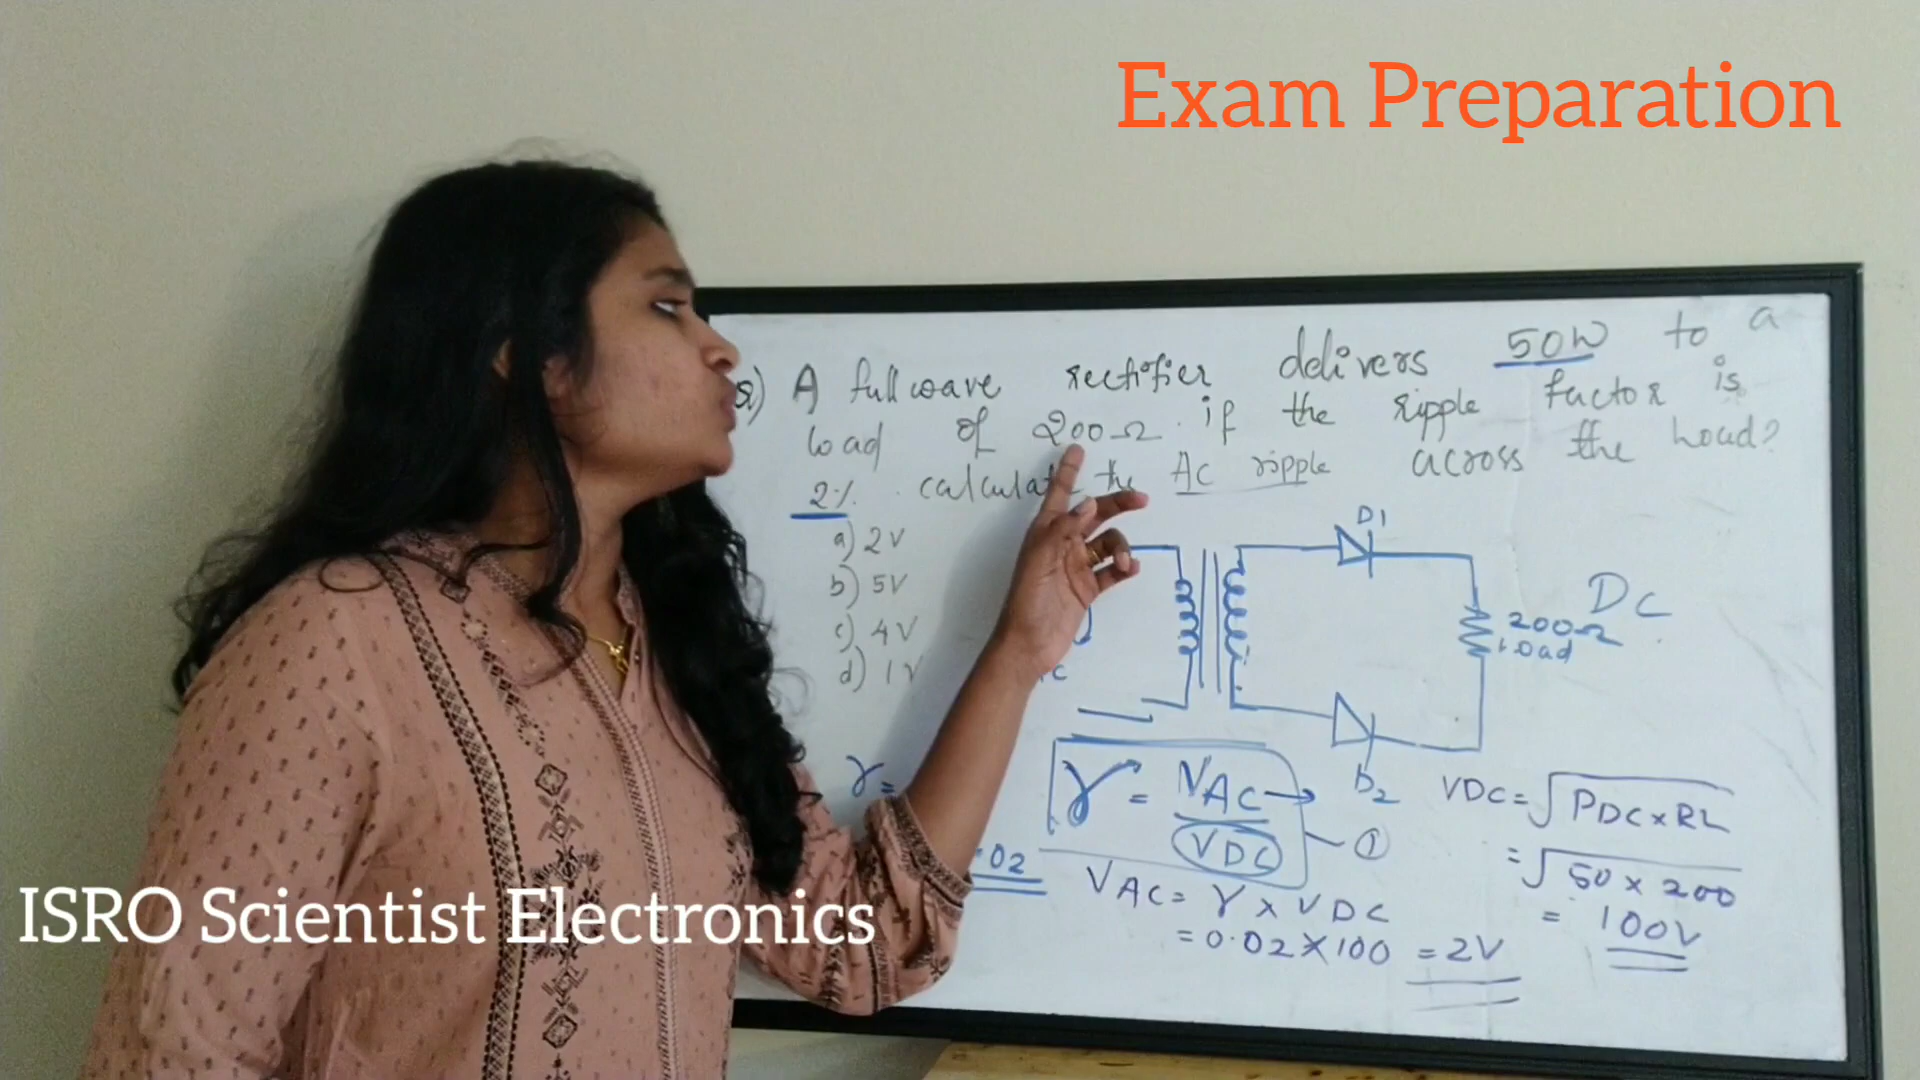 Exam Preparation
Q) A full wave rectifier delivers 50W to a
load of 200Ω. if the ripple factor is
2%. calculate the AC ripple across the Load?
a) 2V
b) 5V
c) 4V
d) 1V
D1
DC
200Ω
Load
D2
γ =
02
γ = VAC
VDC
①
VAC = γ x VDC
= 0.02 X 100 = 2V
VDC = √PDC x RL
= √50 x 200
= 100V
ISRO Scientist Electronics